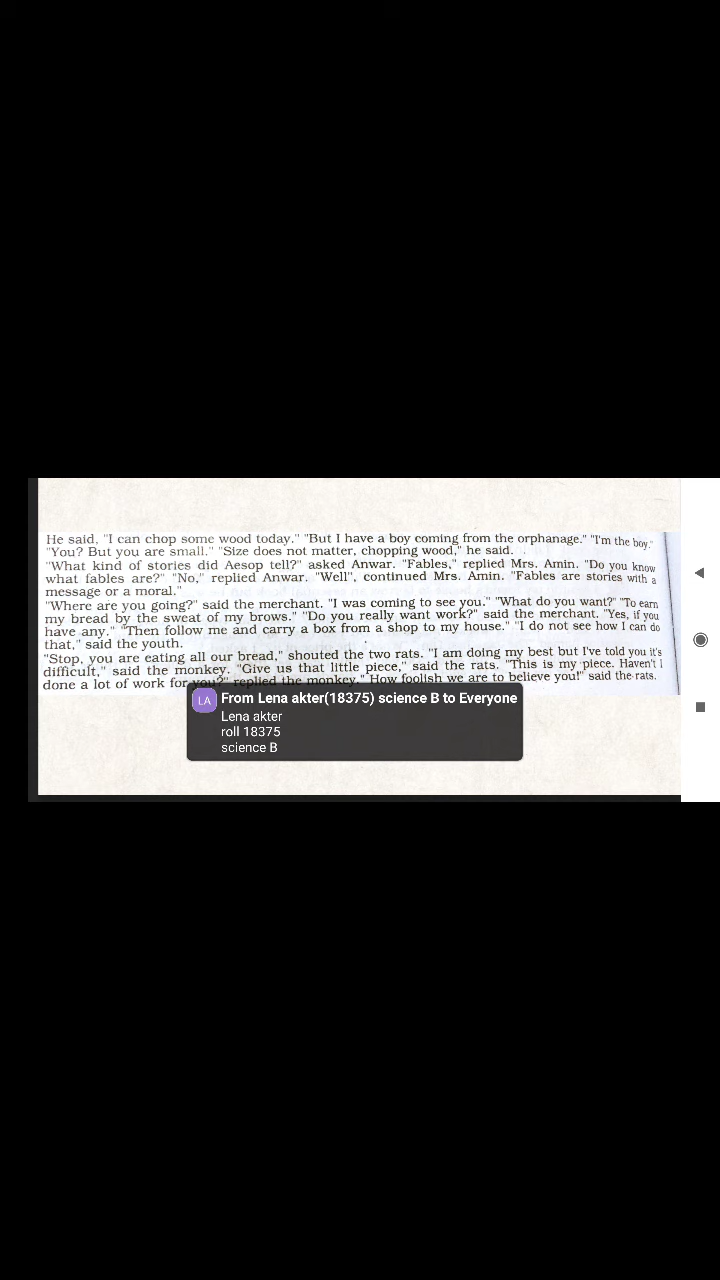 He said, "I can chop some wood today." "But I have a boy coming from the orphanage." "I'm the boy."
"You? But you are small." "Size does not matter, chopping wood," he said.
"What kind of stories did Aesop tell?" asked Anwar. "Fables," replied Mrs. Amin. "Do you know
what fables are?" "No," replied Anwar. "Well", continued Mrs. Amin. "Fables are stories with a
message or a moral."
"Where are you going?" said the merchant. "I was coming to see you." "What do you want?" "To earn
my bread by the sweat of my brows." "Do you really want work?" said the merchant. "Yes, if you
have any." "Then follow me and carry a box from a shop to my house." "I do not see how I can do
that," said the youth.
"Stop, you are eating all our bread," shouted the two rats. "I am doing my best but I've told you it's
difficult," said the monkey. "Give us that little piece," said the rats. "This is my piece. Haven't I
done a lot of work for you?" replied the monkey." How foolish we are to believe you!" said the rats.
LA
From Lena akter(18375) science B to Everyone
Lena akter
roll 18375
science B